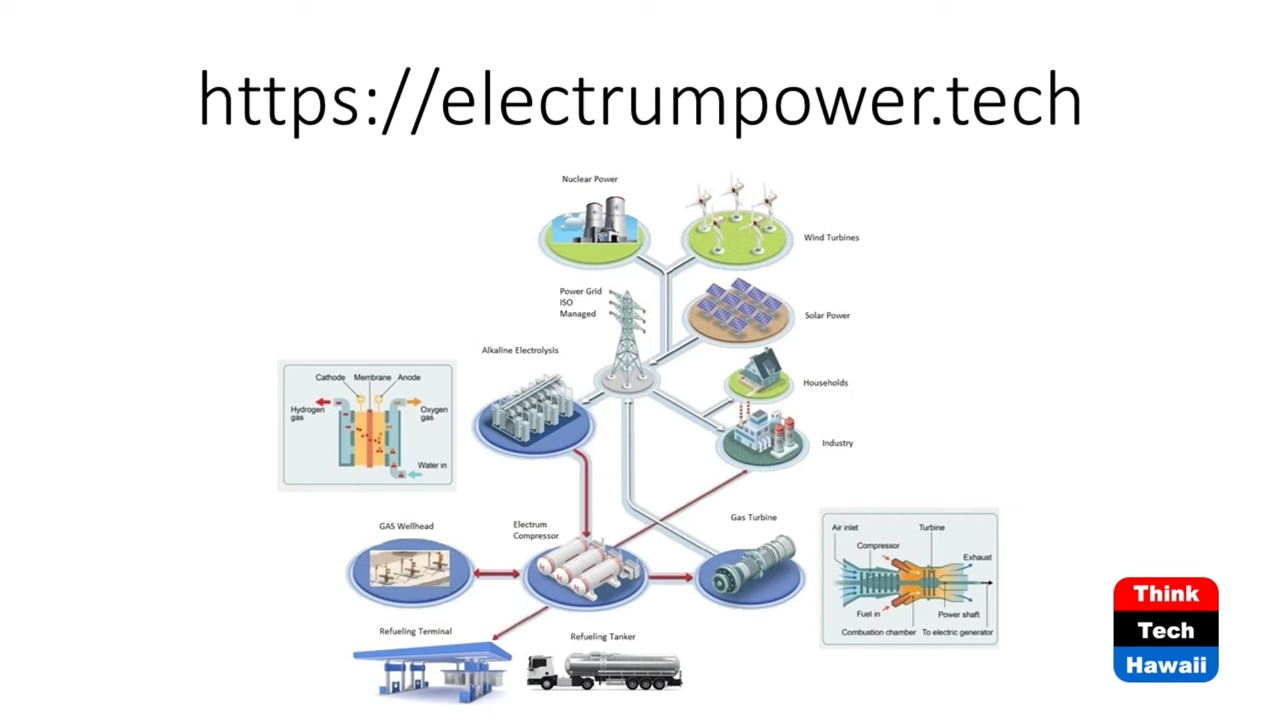 https://electrumpower.tech
Nuclear Power
Wind Turbines
Power Grid
ISO
Managed
Solar Power
Alkaline Electrolysis
Households
Cathode Membrane Anode
Hydrogen
gas
Oxygen
gas
Water in
Industry
GAS Wellhead
Electrum
Compressor
Gas Turbine
Air inlet
Turbine
Compressor
Exhaust
Fuel in
Power shaft
Combustion chamber
To electric generator
Refueling Terminal
Refueling Tanker
Think
Tech
Hawaii